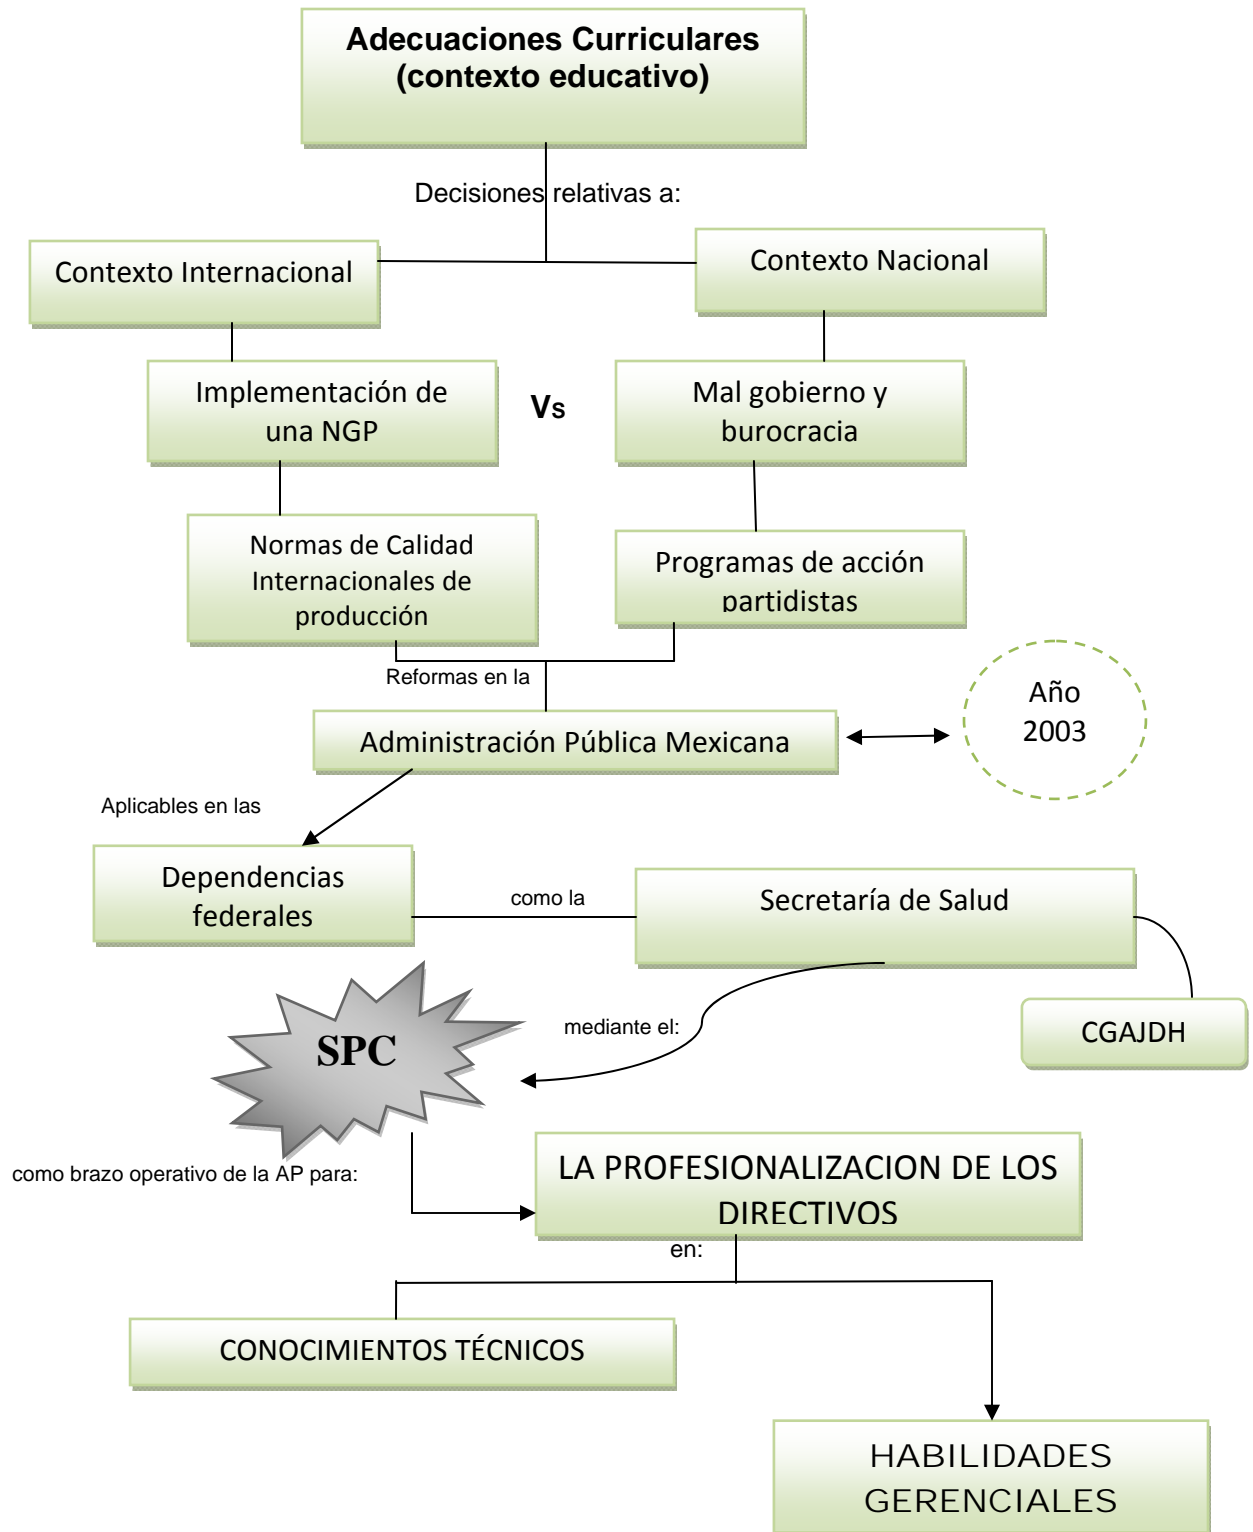 Adecuaciones Curriculares
(contexto educativo)
Decisiones relativas a:
Contexto Internacional
Contexto Nacional
Implementación de
una NGP
Vs
Mal gobierno y
burocracia
Normas de Calidad
Internacionales de
producción
Programas de acción
partidistas
Reformas en la
Año
2003
Administración Pública Mexicana
Aplicables en las
Dependencias
federales
como la
Secretaría de Salud
SPC
mediante el:
CGAJDH
como brazo operativo de la AP para:
LA PROFESIONALIZACION DE LOS
DIRECTIVOS
en:
CONOCIMIENTOS TÉCNICOS
HABILIDADES
GERENCIALES